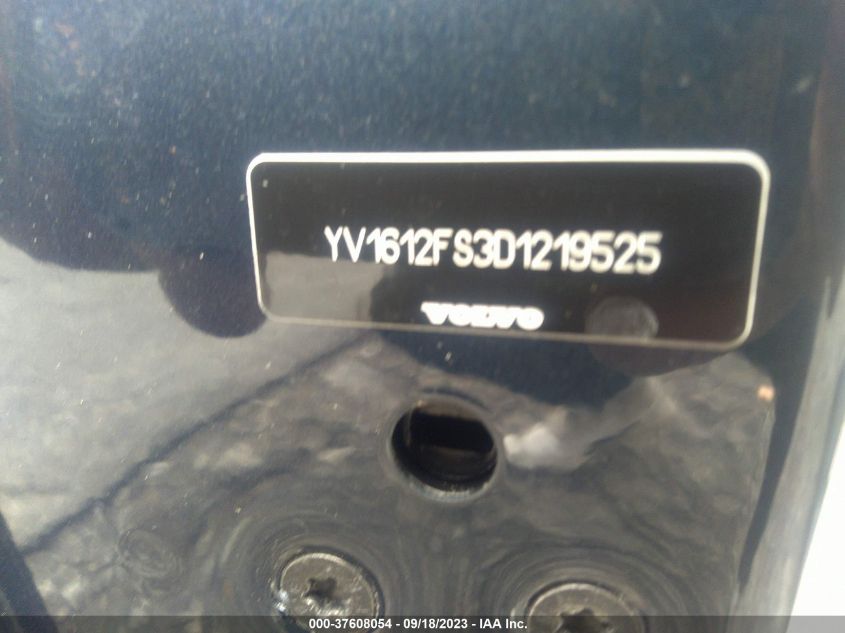 YV1612FS3D1219525
VOLVO
000-37608054 - 09/18/2023 - IAA Inc.